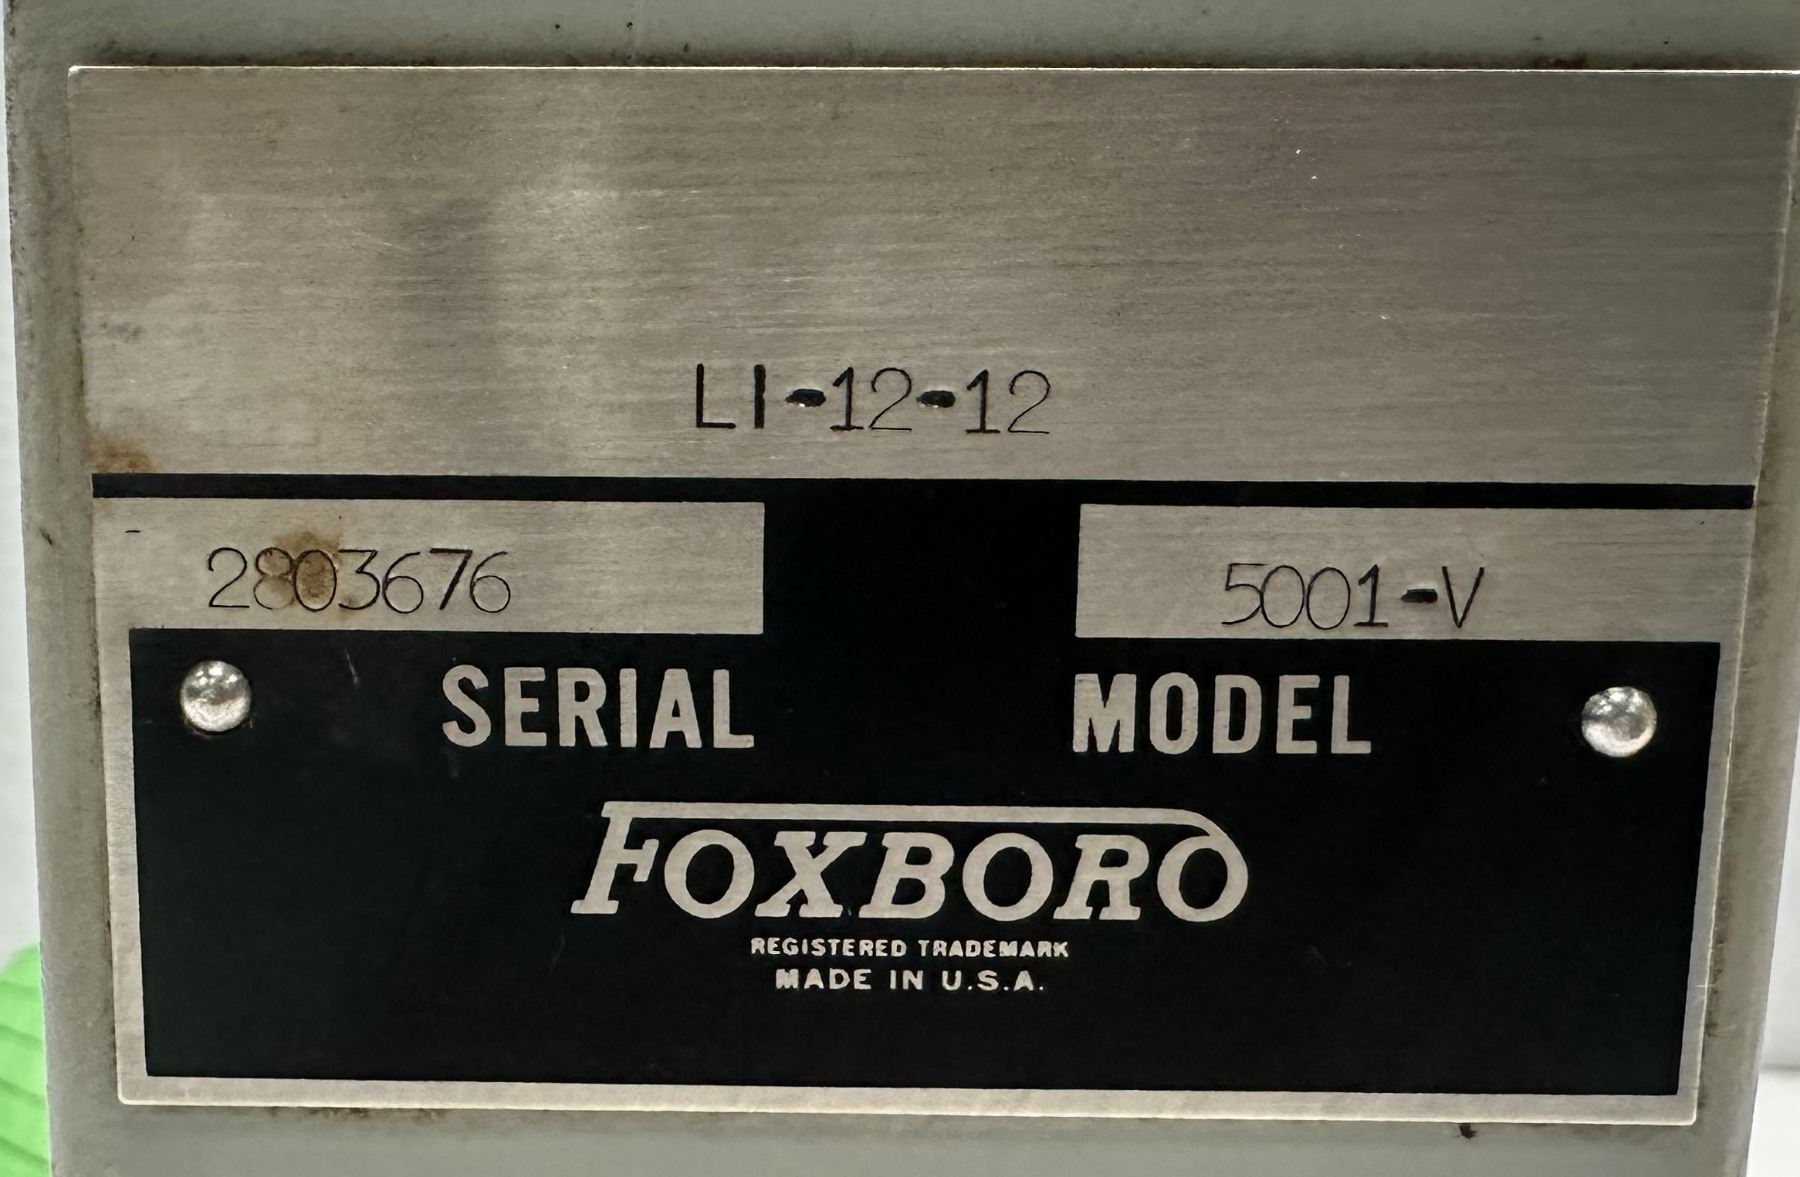 LI-12-12
2803676 5001-V
SERIAL MODEL
FOXBORO
REGISTERED TRADEMARK
MADE IN U.S.A.